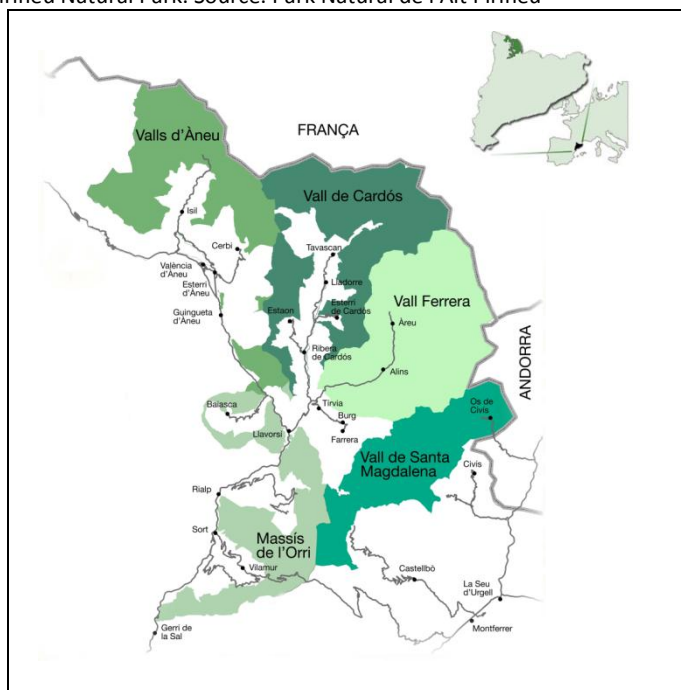 Natural Park. Source: Park Natural de l'Alt Pirineu
Valls d'Àneu
FRANÇA
Vall de Cardós
Isil
Cerbi
Tavascan
València
d'Àneu
Esterri
d'Àneu
Lladorre
Vall Ferrera
Guingueta
d'Àneu
Estaon
Esterri
de Cardós
Àreu
Ribera
de Cardós
Alins
ANDORRA
Baiasca
Tirvia
Burg
Farrera
Llavorsí
Os de
Civís
Vall de Santa
Magdalena
Civís
Rialp
Sort
Massís
de l'Orri
Vilamur
Castellbò
La Seu
d'Urgell
Gerri de
la Sal
Montferrer